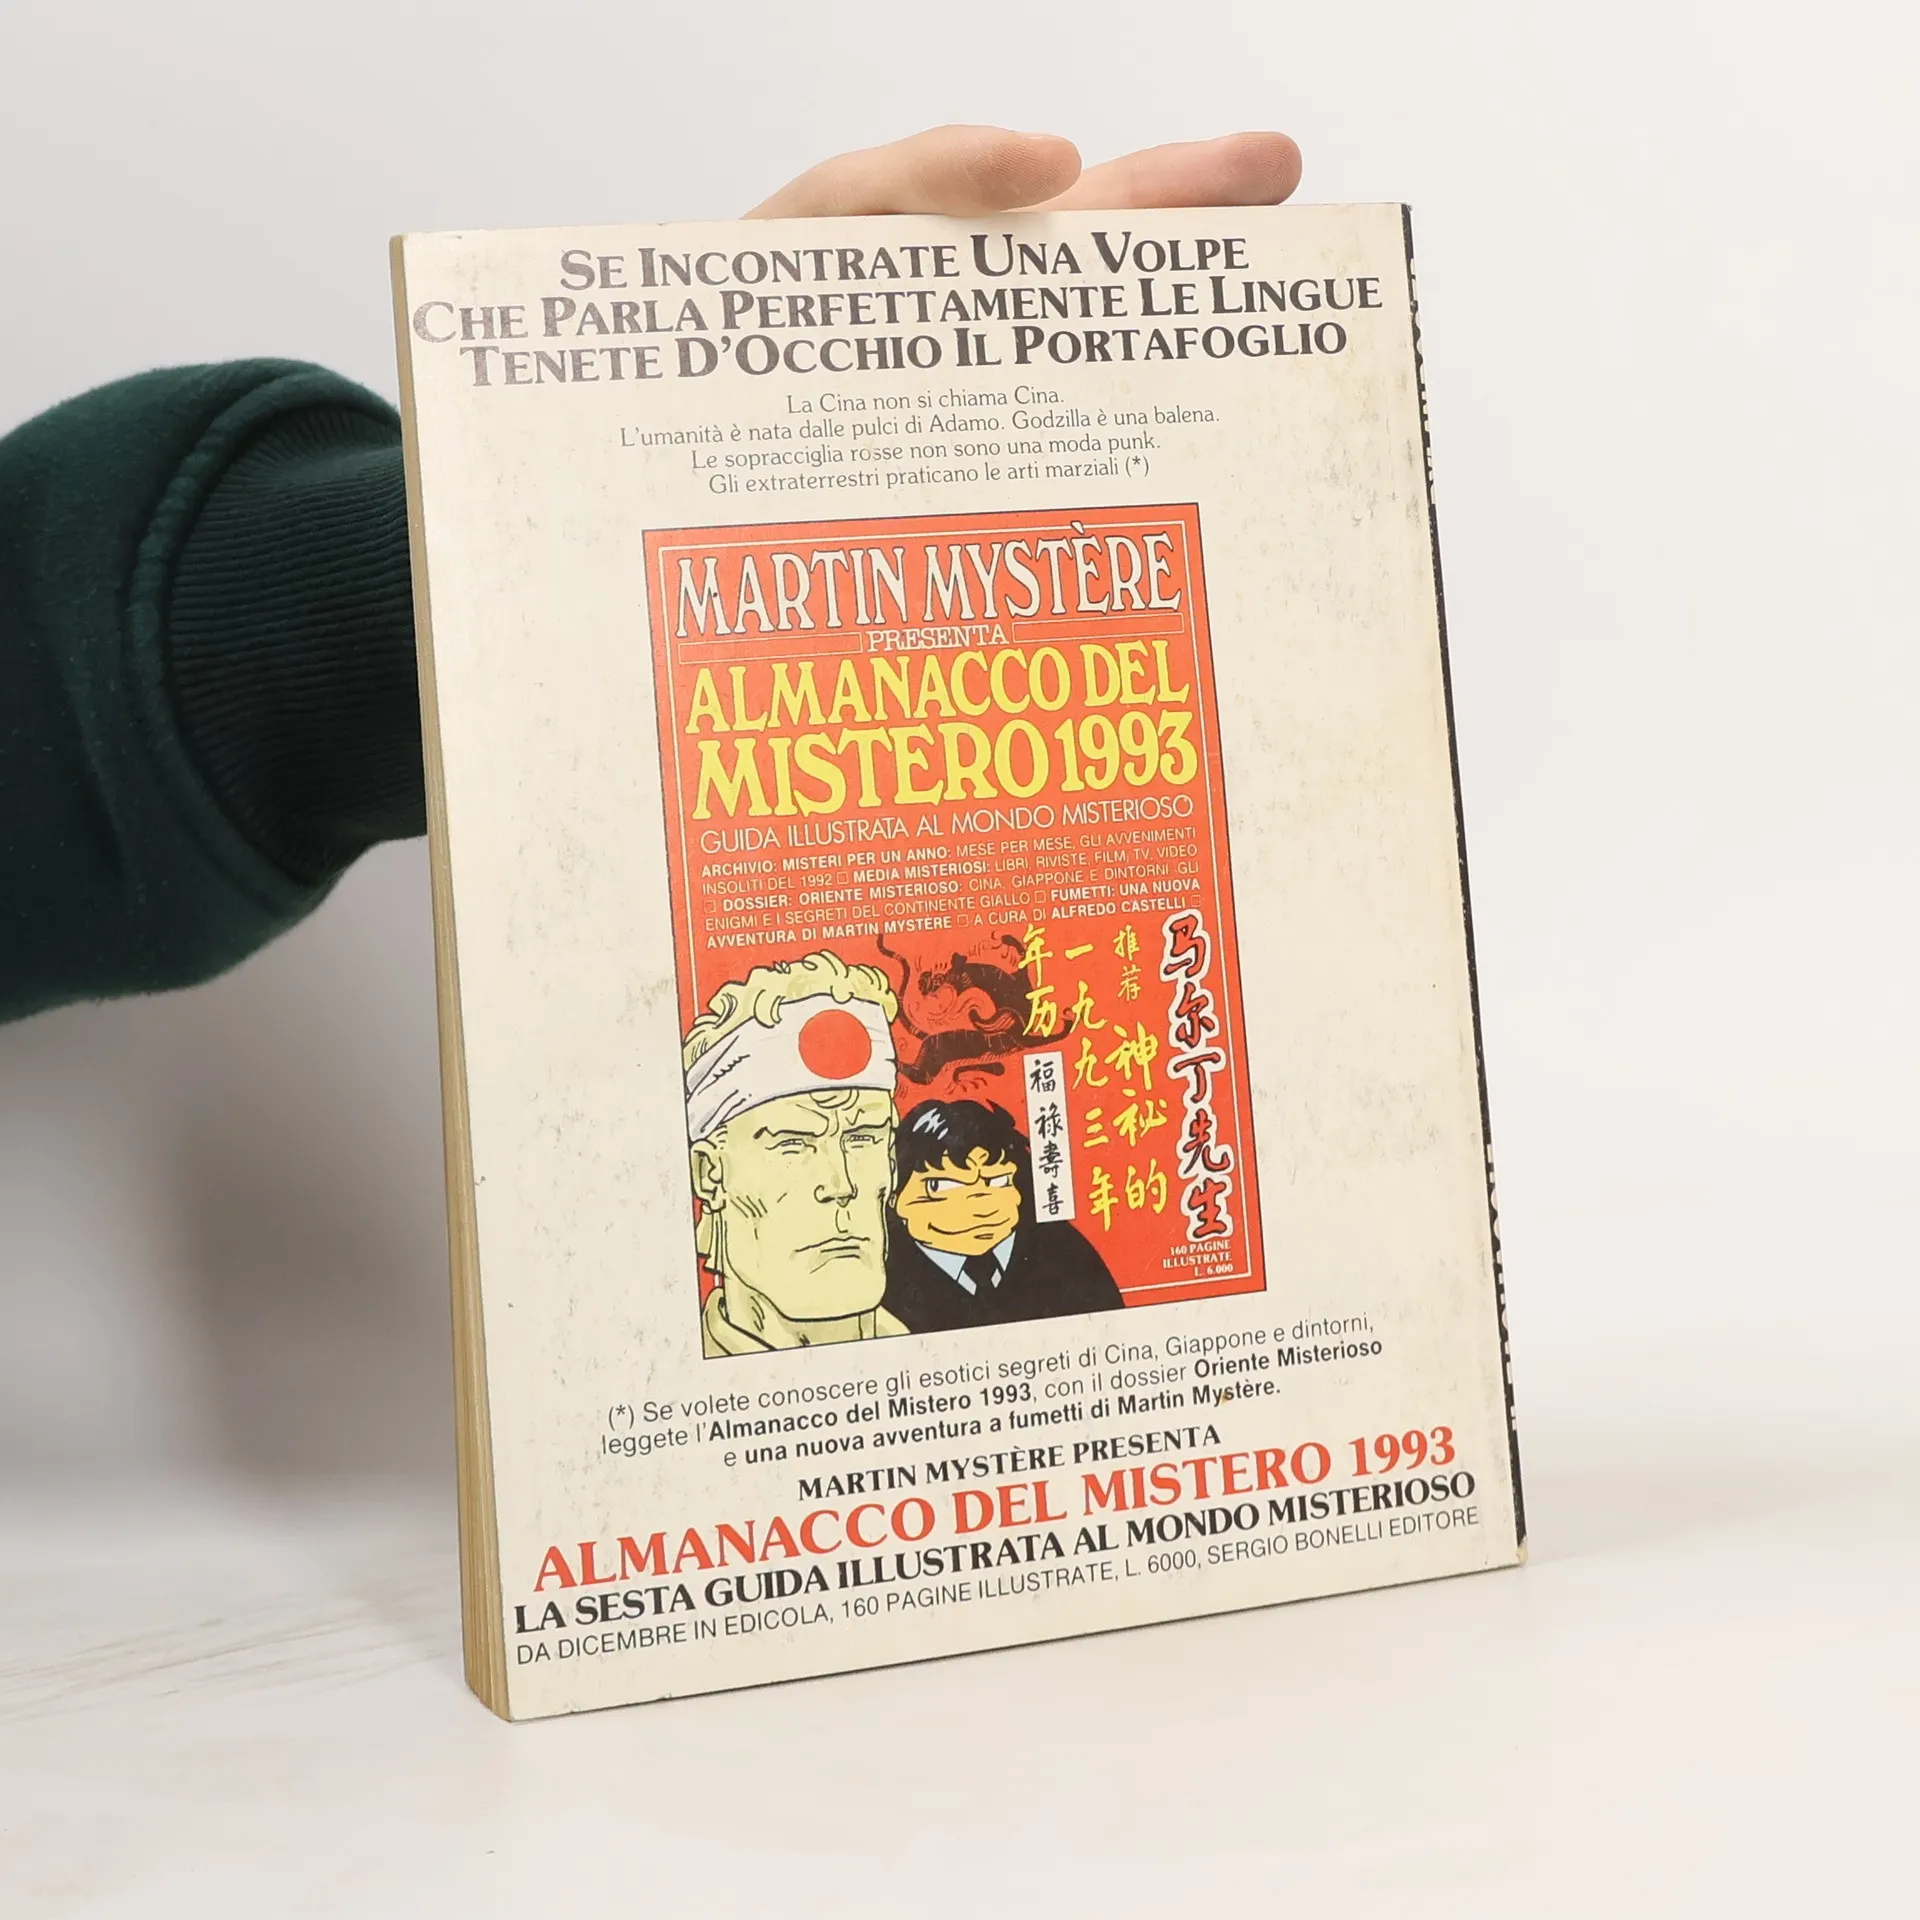 SE INCONTRATE UNA VOLPE
CHE PARLA PERFETTAMENTE LE LINGUE
TENETE D'OCCHIO IL PORTAFOGLIO
La Cina non si chiama Cina.
L'umanità è nata dalle pulci di Adamo. Godzilla è una balena.
Le sopracciglia rosse non sono una moda punk.
Gli extraterrestri praticano le arti marziali (*)
MARTIN MYSTÈRE
PRESENTA
ALMANACCO DEL
MISTERO 1993
GUIDA ILLUSTRATA AL MONDO MISTERIOSO
ARCHIVIO: MISTERI PER UN ANNO: MESE PER MESE, GLI AVVENIMENTI
INSOLITI DEL 1992 □ MEDIA MISTERIOSI: LIBRI, RIVISTE, FILM, TV, VIDEO
□ DOSSIER: ORIENTE MISTERIOSO: CINA, GIAPPONE E DINTORNI: GLI
ENIGMI E I SEGRETI DEL CONTINENTE GIALLO □ FUMETTI: UNA NUOVA
AVVENTURA DI MARTIN MYSTÈRE □ A CURA DI ALFREDO CASTELLI □
马尔丁先生
推荐
神秘的
一九九三年
年历
福禄壽喜
160 PAGINE
ILLUSTRATE
L. 6.000
(*) Se volete conoscere gli esotici segreti di Cina, Giappone e dintorni,
leggete l'Almanacco del Mistero 1993, con il dossier Oriente Misterioso
e una nuova avventura a fumetti di Martin Mystère.
MARTIN MYSTÈRE PRESENTA
ALMANACCO DEL MISTERO 1993
LA SESTA GUIDA ILLUSTRATA AL MONDO MISTERIOSO
DA DICEMBRE IN EDICOLA, 160 PAGINE ILLUSTRATE, L. 6000, SERGIO BONELLI EDITORE